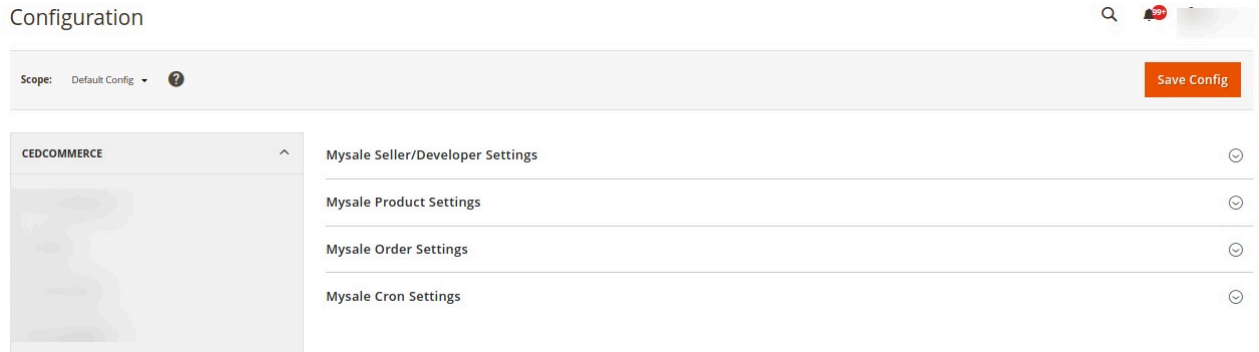 Configuration
99+
Scope: Default Config
Save Config
CEDCOMMERCE
Mysale Seller/Developer Settings
Mysale Product Settings
Mysale Order Settings
Mysale Cron Settings